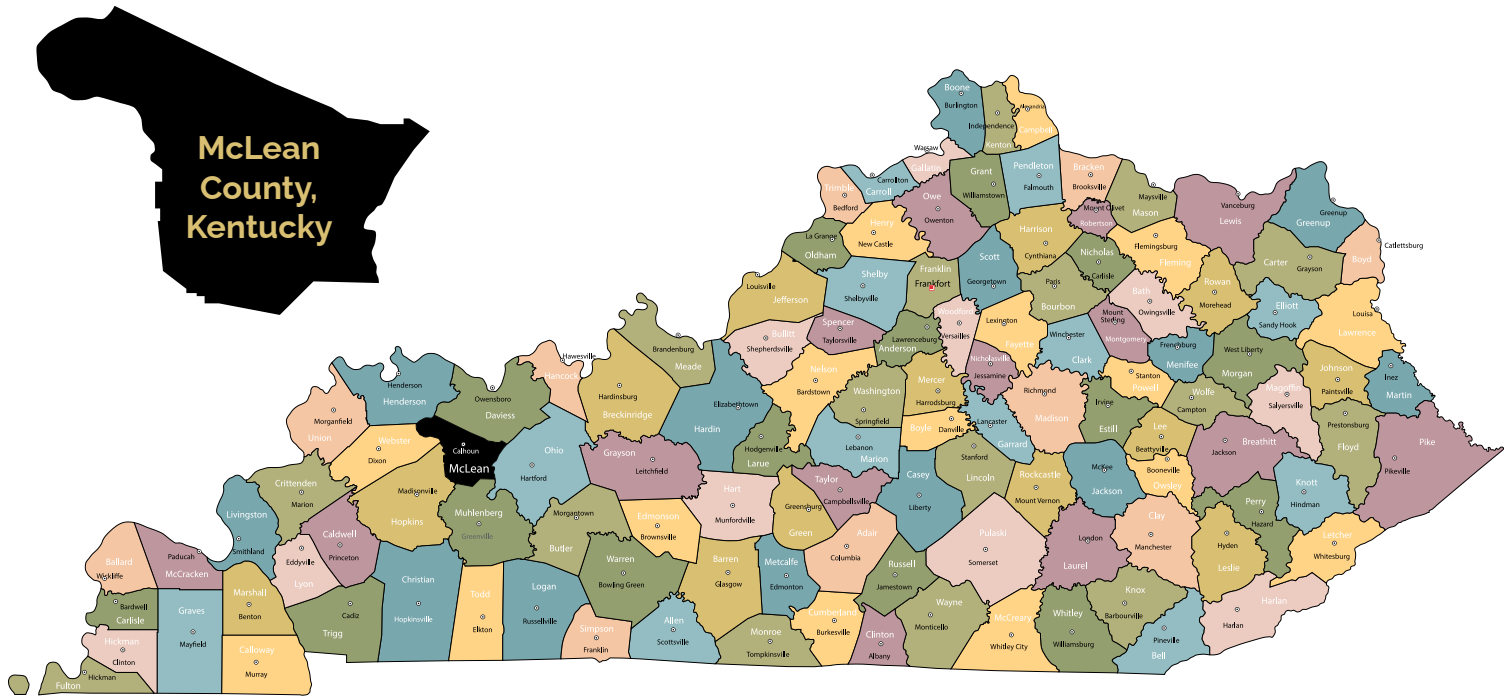 McLean
County,
Kentucky
Boone
Burlington
Alexandria
Campbell
Independence
Kenton
Warsaw
Gallatin
Grant
Williamstown
Pendleton
Falmouth
Bracken
Brooksville
Carrollton
Carroll
Trimble
Bedford
Owe
Owenton
Mount Olivet
Robertson
Maysville
Mason
Vanceburg
Lewis
Greenup
Greenup
Catlettsburg
Boyd
Henry
New Castle
La Grange
Oldham
Harrison
Cynthiana
Flemingsburg
Fleming
Nicholas
Carlisle
Carter
Grayson
Rowan
Morehead
Louisville
Jefferson
Shelby
Shelbyville
Franklin
Frankfort
Scott
Georgetown
Paris
Bourbon
Bath
Owingsville
Elliott
Sandy Hook
Louisa
Lawrence
Bullitt
Shepherdsville
Spencer
Taylorsville
Lawrenceburg
Anderson
Woodford
Versailles
Lexington
Fayette
Winchester
Clark
Mount
Sterling
Montgomery
Frenchburg
Menifee
West Liberty
Morgan
Johnson
Paintsville
Inez
Martin
Brandenburg
Meade
Hawesville
Hancock
Hardinsburg
Breckinridge
Elizabethtown
Hardin
Nelson
Bardstown
Washington
Springfield
Mercer
Harrodsburg
Nicholasville
Jessamine
Richmond
Madison
Stanton
Powell
Irvine
Estill
Wolfe
Campton
Magoffin
Salyersville
Prestonsburg
Floyd
Pike
Pikeville
Henderson
Henderson
Owensboro
Daviess
Morganfield
Union
Webster
Dixon
Calhoun
McLean
Ohio
Hartford
Grayson
Leitchfield
Hodgenville
Larue
Lebanon
Marion
Boyle
Danville
Lancaster
Garrard
Stanford
Lincoln
Lee
Beattyville
Booneville
Owsley
Breathitt
Jackson
Knott
Hindman
Crittenden
Marion
Madisonville
Hopkins
Muhlenberg
Greenville
Morgantown
Butler
Edmonson
Brownsville
Hart
Munfordville
Greensburg
Green
Taylor
Campbellsville
Casey
Liberty
Rockcastle
Mount Vernon
McKee
Jackson
Clay
Manchester
Perry
Hazard
Hyden
Leslie
Letcher
Whitesburg
Livingston
Smithland
Caldwell
Princeton
Eddyville
Lyon
Ballard
Wickliffe
Paducah
McCracken
Marshall
Benton
Christian
Hopkinsville
Todd
Elkton
Logan
Russellville
Warren
Bowling Green
Barren
Glasgow
Metcalfe
Edmonton
Adair
Columbia
Russell
Jamestown
Pulaski
Somerset
London
Laurel
Knox
Barbourville
Harlan
Harlan
Bardwell
Carlisle
Graves
Mayfield
Cadiz
Trigg
Hickman
Clinton
Hickman
Fulton
Calloway
Murray
Simpson
Franklin
Allen
Scottsville
Monroe
Tompkinsville
Cumberland
Burkesville
Clinton
Albany
Wayne
Monticello
McCreary
Whitley City
Whitley
Williamsburg
Pineville
Bell